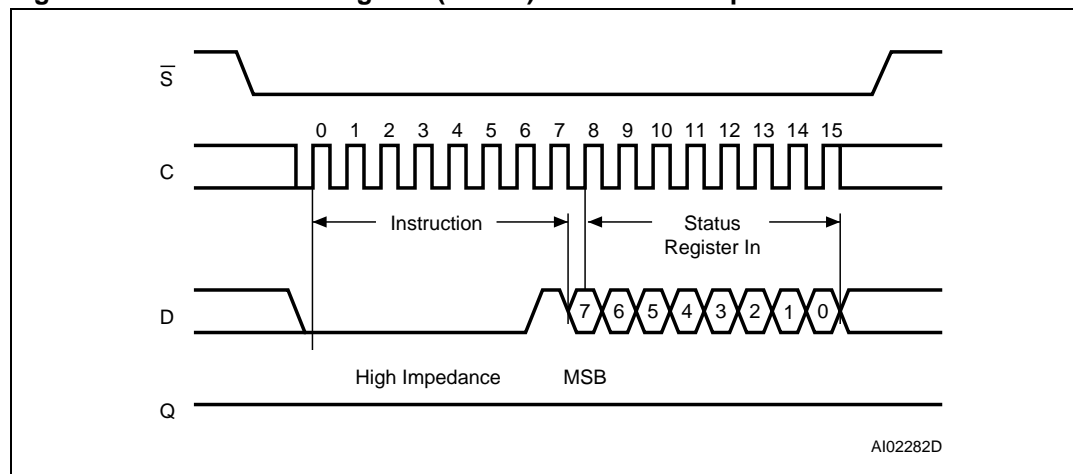 S
0 1 2 3 4 5 6 7 8 9 10 11 12 13 14 15
C
Instruction Status
Register In
D 7 6 5 4 3 2 1 0
High Impedance MSB
Q
AI02282D